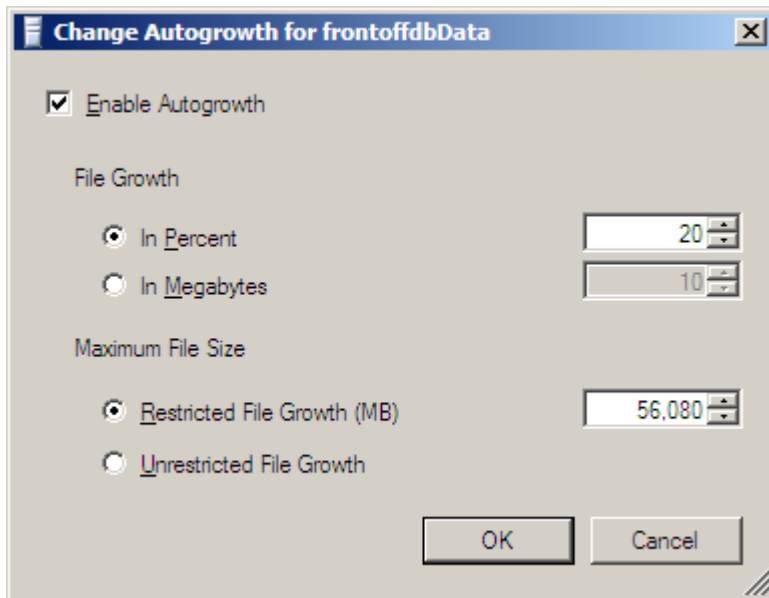 Change Autogrowth for frontoffdbData
Enable Autogrowth
File Growth
In Percent 20
In Megabytes 10
Maximum File Size
Restricted File Growth (MB) 56,080
Unrestricted File Growth
OK Cancel